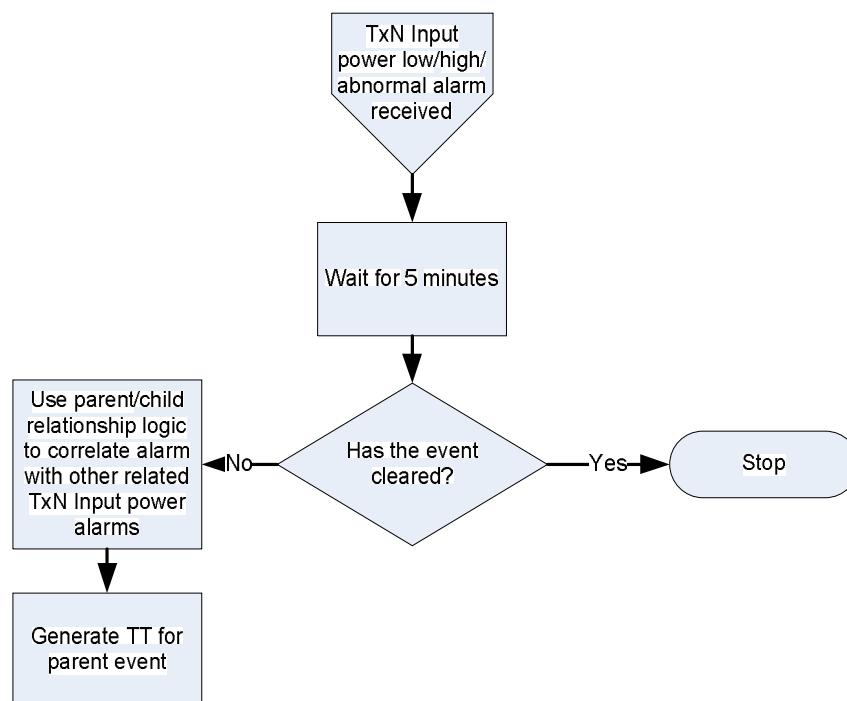 TxN Input
power low/high/
abnormal alarm
received
Wait for 5 minutes
Has the event
cleared?
No
Yes
Stop
Use parent/child
relationship logic
to correlate alarm
with other related
TxN Input power
alarms
Generate TT for
parent event